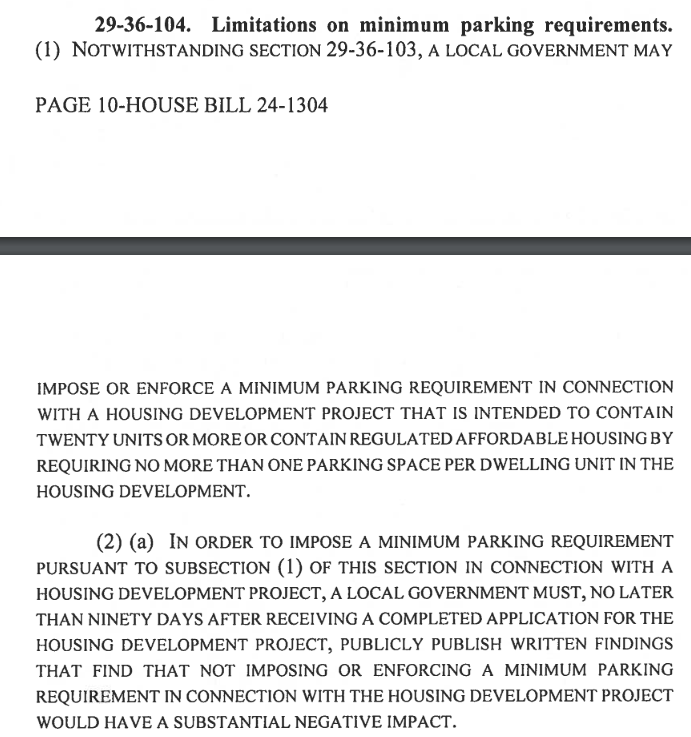 29-36-104. Limitations on minimum parking requirements.
(1) NOTWITHSTANDING SECTION 29-36-103, A LOCAL GOVERNMENT MAY
PAGE 10-HOUSE BILL 24-1304
IMPOSE OR ENFORCE A MINIMUM PARKING REQUIREMENT IN CONNECTION
WITH A HOUSING DEVELOPMENT PROJECT THAT IS INTENDED TO CONTAIN
TWENTY UNITS OR MORE OR CONTAIN REGULATED AFFORDABLE HOUSING BY
REQUIRING NO MORE THAN ONE PARKING SPACE PER DWELLING UNIT IN THE
HOUSING DEVELOPMENT.
(2) (a) IN ORDER TO IMPOSE A MINIMUM PARKING REQUIREMENT
PURSUANT TO SUBSECTION (1) OF THIS SECTION IN CONNECTION WITH A
HOUSING DEVELOPMENT PROJECT, A LOCAL GOVERNMENT MUST, NO LATER
THAN NINETY DAYS AFTER RECEIVING A COMPLETED APPLICATION FOR THE
HOUSING DEVELOPMENT PROJECT, PUBLICLY PUBLISH WRITTEN FINDINGS
THAT FIND THAT NOT IMPOSING OR ENFORCING A MINIMUM PARKING
REQUIREMENT IN CONNECTION WITH THE HOUSING DEVELOPMENT PROJECT
WOULD HAVE A SUBSTANTIAL NEGATIVE IMPACT.